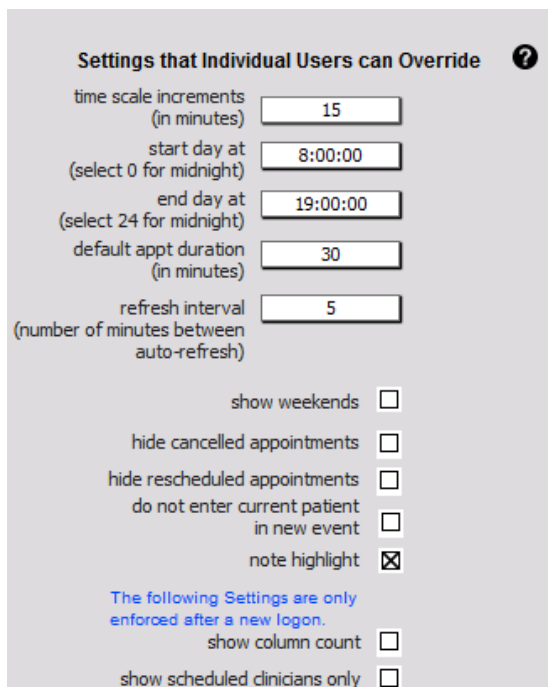 Settings that Individual Users can Override ?
time scale increments
(in minutes)
15
start day at
(select 0 for midnight)
8:00:00
end day at
(select 24 for midnight)
19:00:00
default appt duration
(in minutes)
30
refresh interval
(number of minutes between
auto-refresh)
5
show weekends
hide cancelled appointments
hide rescheduled appointments
do not enter current patient
in new event
note highlight
The following Settings are only
enforced after a new logon.
show column count
show scheduled clinicians only